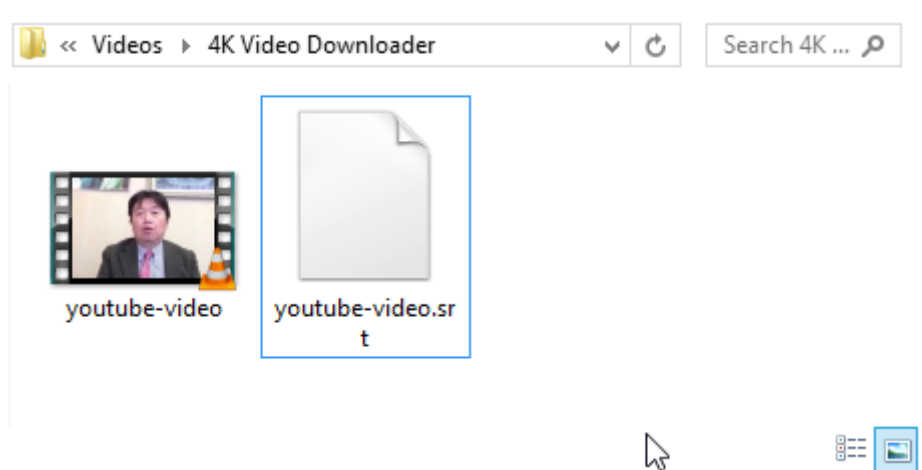 « Videos 4K Video Downloader
Search 4K ...
youtube-video
youtube-video.sr
t